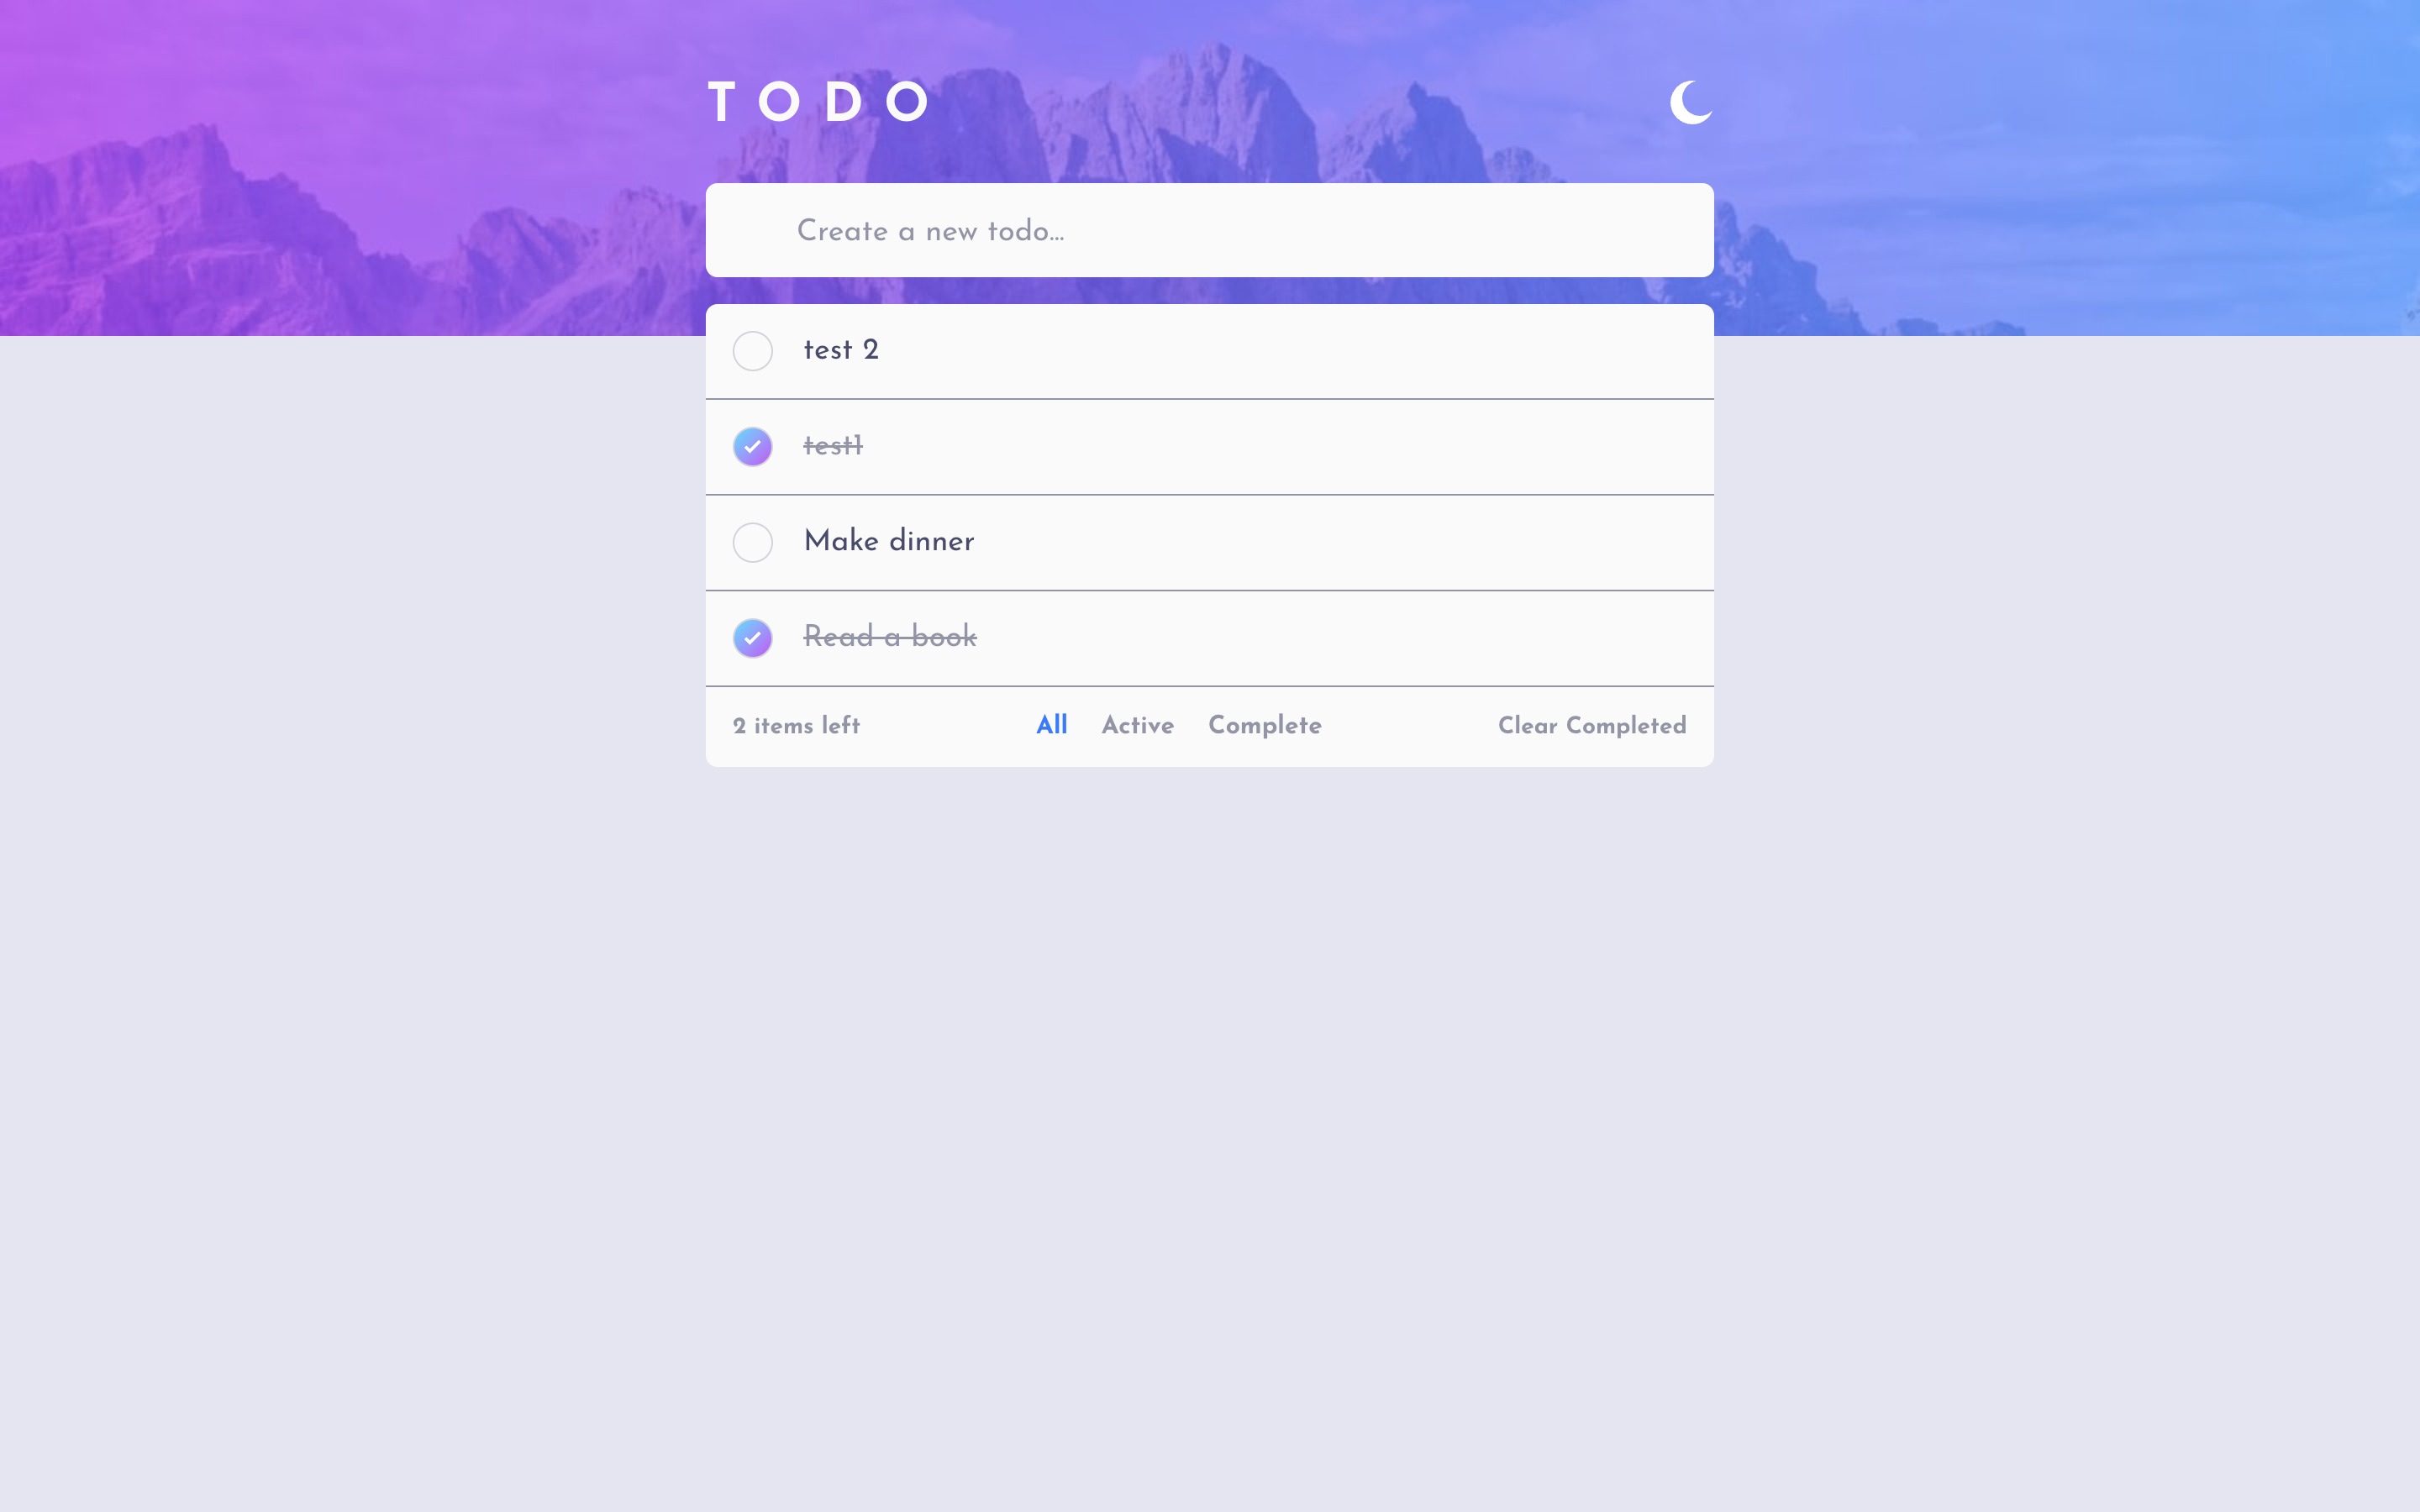 TODO
Create a new todo...
test 2
test1
Make dinner
Read a book
2 items left All Active Complete Clear Completed